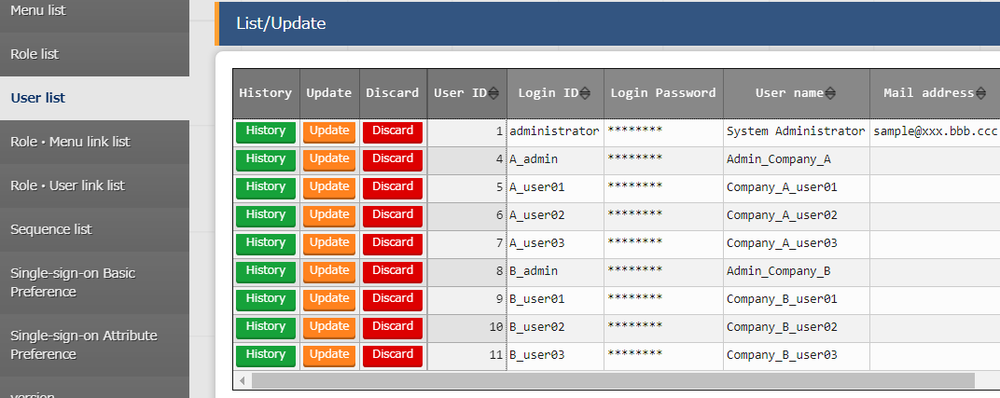 Menu list
Role list
User list
Role • Menu link list
Role • User link list
Sequence list
Single-sign-on Basic
Preference
Single-sign-on Attribute
Preference
version
List/Update
History Update Discard User ID Login ID Login Password User name Mail address
History Update Discard 1 administrator ******** System Administrator sample@xxx.bbb.ccc
History Update Discard 4 A_admin ******** Admin_Company_A
History Update Discard 5 A_user01 ******** Company_A_user01
History Update Discard 6 A_user02 ******** Company_A_user02
History Update Discard 7 A_user03 ******** Company_A_user03
History Update Discard 8 B_admin ******** Admin_Company_B
History Update Discard 9 B_user01 ******** Company_B_user01
History Update Discard 10 B_user02 ******** Company_B_user02
History Update Discard 11 B_user03 ******** Company_B_user03